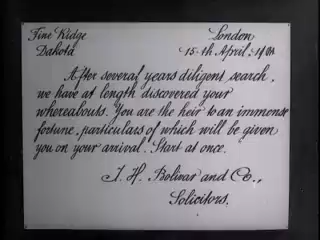 Pine Ridge London
Dakota 15th April, 1911
After several years diligent search,
we have at length discovered your
whereabouts. You are the heir to an immense
fortune, particulars of which will be given
you on your arrival. Start at once.
J. H. Bolivar and Co.,
Solicitors.